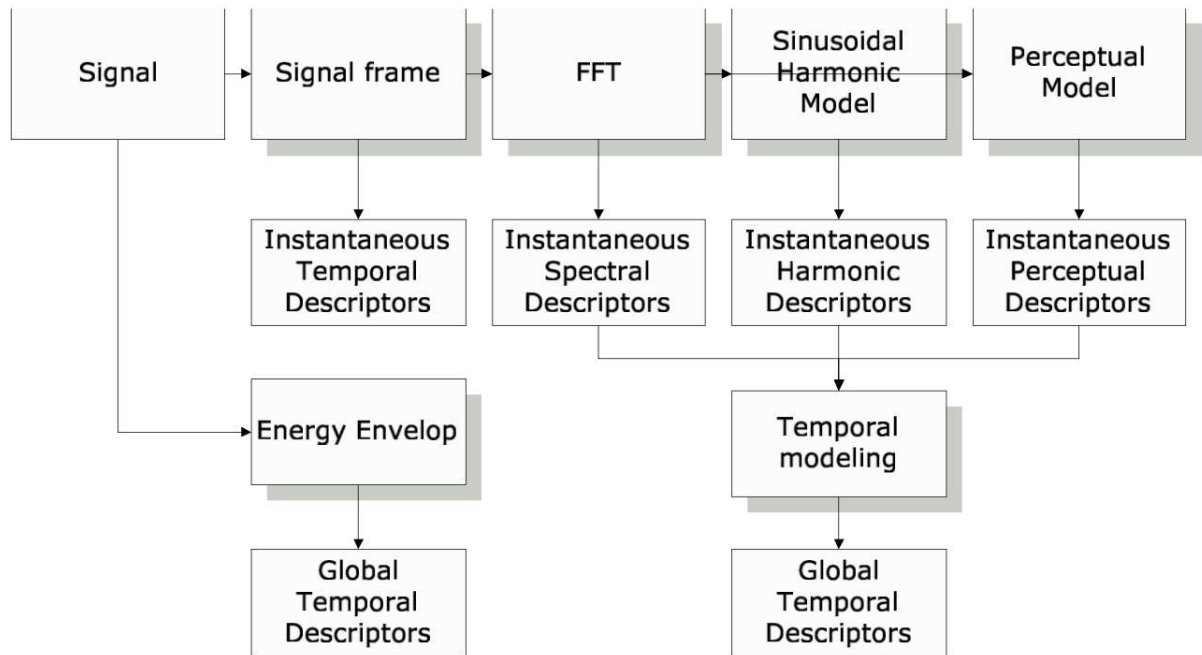 Signal
Signal frame
FFT
Sinusoidal
Harmonic
Model
Perceptual
Model
Instantaneous
Temporal
Descriptors
Instantaneous
Spectral
Descriptors
Instantaneous
Harmonic
Descriptors
Instantaneous
Perceptual
Descriptors
Energy Envelop
Temporal
modeling
Global
Temporal
Descriptors
Global
Temporal
Descriptors